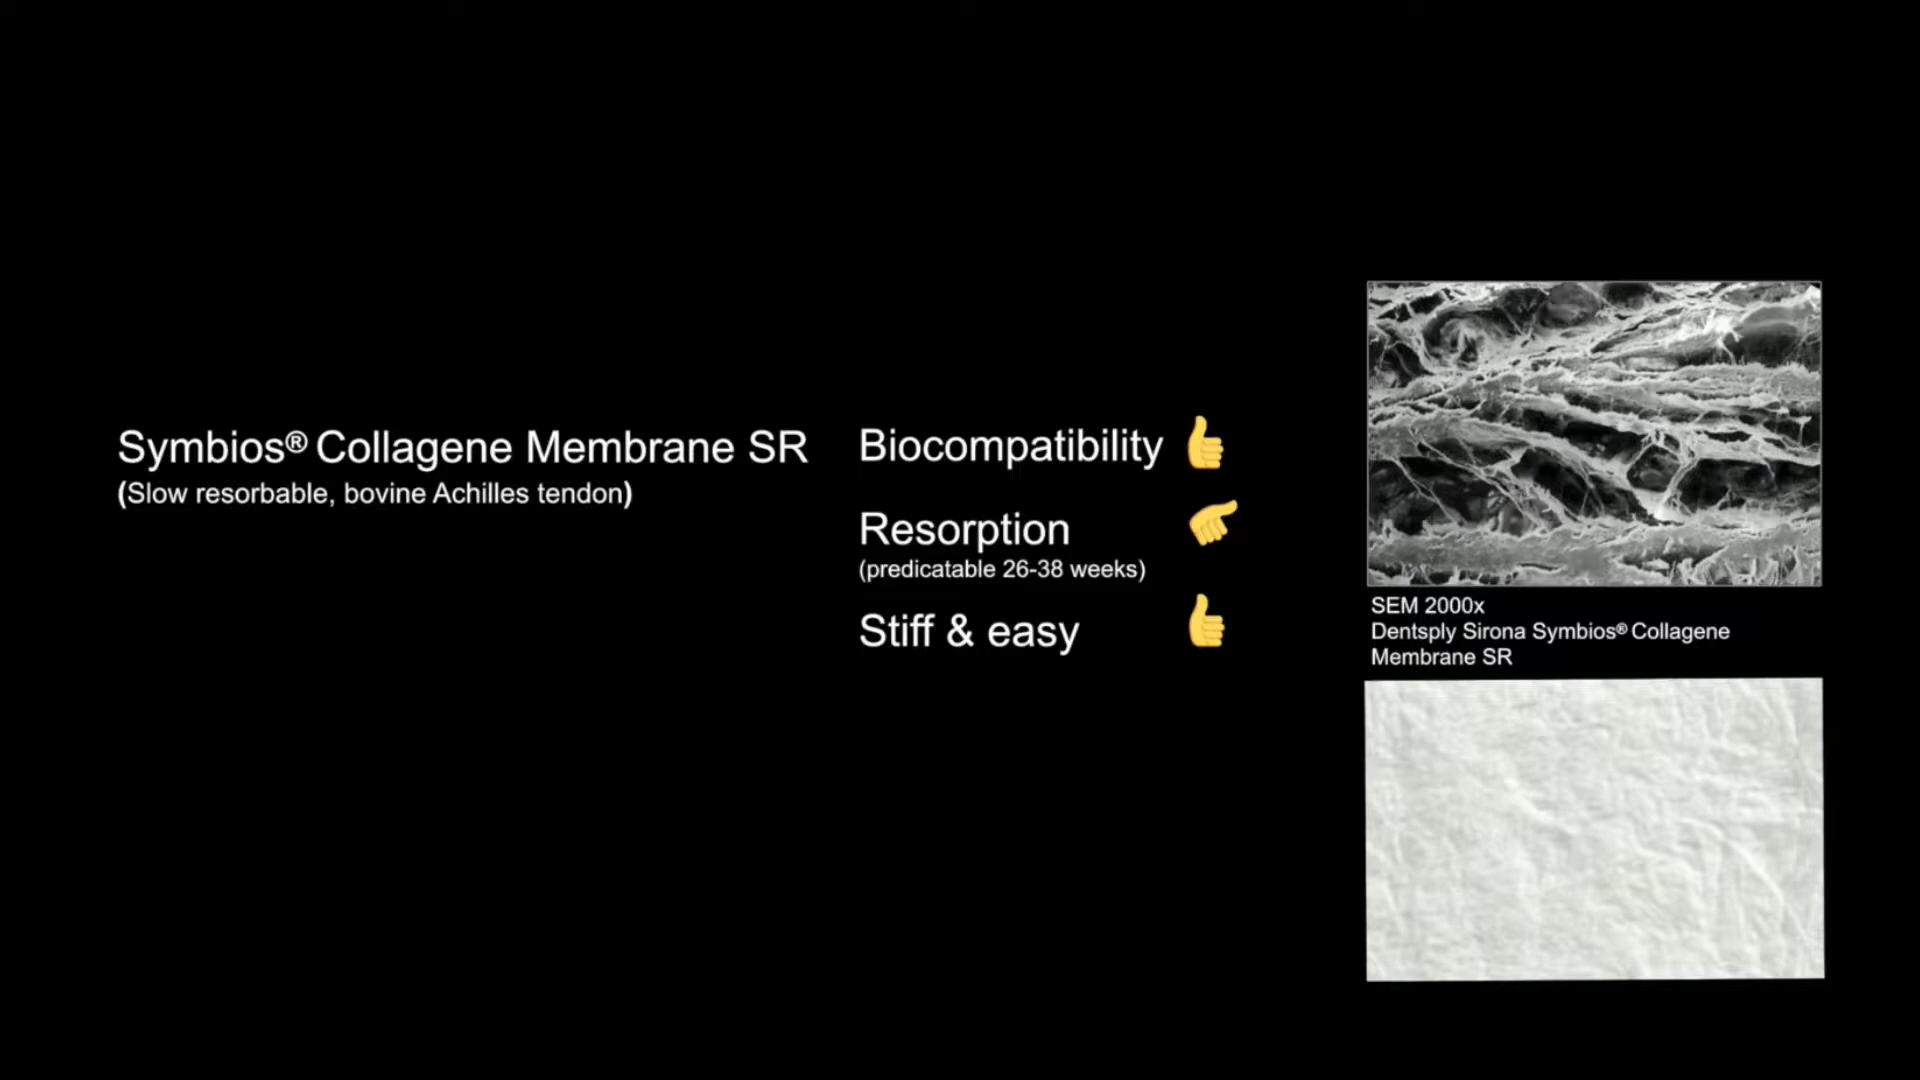 Symbios® Collagene Membrane SR
(Slow resorbable, bovine Achilles tendon)
Biocompatibility 👍
Resorption
(predicatable 26-38 weeks)
Stiff & easy 👍
SEM 2000x
Dentsply Sirona Symbios® Collagene
Membrane SR